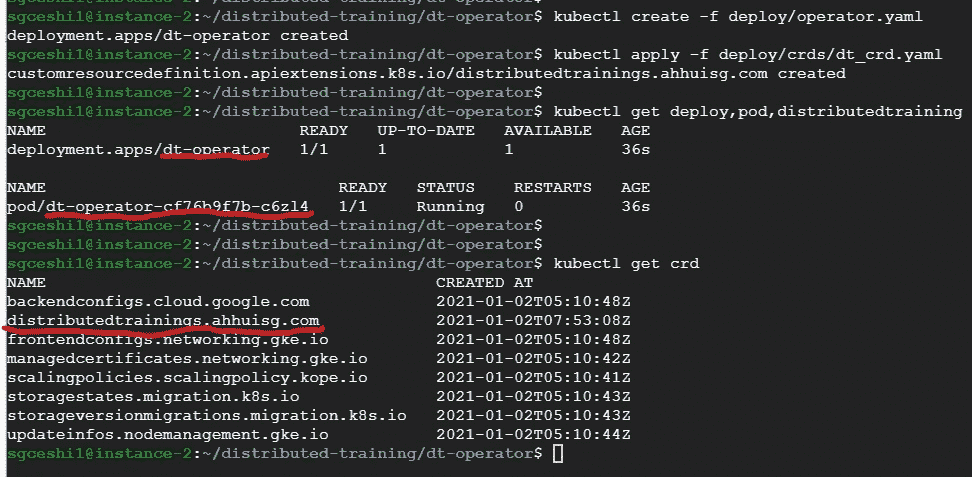 sgceshi1@instance-2:~/distributed-training/dt-operator$ kubectl create -f deploy/operator.yaml
deployment.apps/dt-operator created
sgceshi1@instance-2:~/distributed-training/dt-operator$ kubectl apply -f deploy/crds/dt_crd.yaml
customresourcedefinition.apiextensions.k8s.io/distributedtrainings.ahhuisg.com created
sgceshi1@instance-2:~/distributed-training/dt-operator$
sgceshi1@instance-2:~/distributed-training/dt-operator$ kubectl get deploy,pod,distributedtraining
NAME READY UP-TO-DATE AVAILABLE AGE
deployment.apps/dt-operator 1/1 1 1 36s
NAME READY STATUS RESTARTS AGE
pod/dt-operator-cf76b9f7b-c6zl4 1/1 Running 0 36s
sgceshi1@instance-2:~/distributed-training/dt-operator$
sgceshi1@instance-2:~/distributed-training/dt-operator$
sgceshi1@instance-2:~/distributed-training/dt-operator$ kubectl get crd
NAME CREATED AT
backendconfigs.cloud.google.com 2021-01-02T05:10:48Z
distributedtrainings.ahhuisg.com 2021-01-02T07:53:08Z
frontendconfigs.networking.gke.io 2021-01-02T05:10:48Z
managedcertificates.networking.gke.io 2021-01-02T05:10:42Z
scalingpolicies.scalingpolicy.kope.io 2021-01-02T05:10:41Z
storagestates.migration.k8s.io 2021-01-02T05:10:43Z
storageversionmigrations.migration.k8s.io 2021-01-02T05:10:43Z
updateinfos.nodemanagement.gke.io 2021-01-02T05:10:44Z
sgceshi1@instance-2:~/distributed-training/dt-operator$